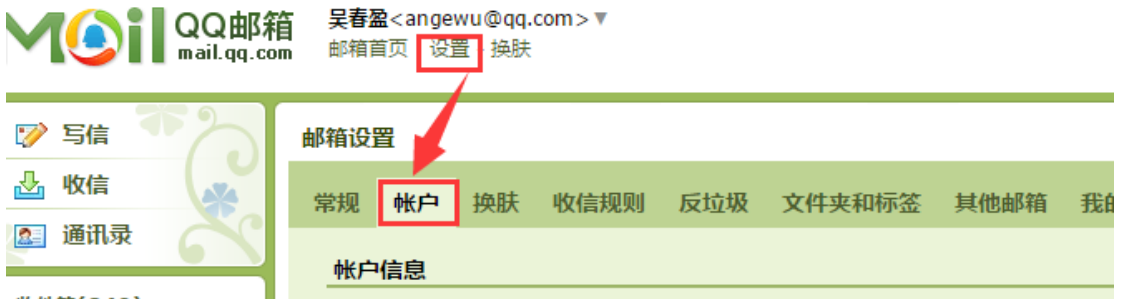 Mail QQ邮箱
mail.qq.com
吴春盈<angewu@qq.com>▼
邮箱首页 设置 - 换肤
写信
收信
通讯录
邮箱设置
常规 帐户 换肤 收信规则 反垃圾 文件夹和标签 其他邮箱 我的
帐户信息